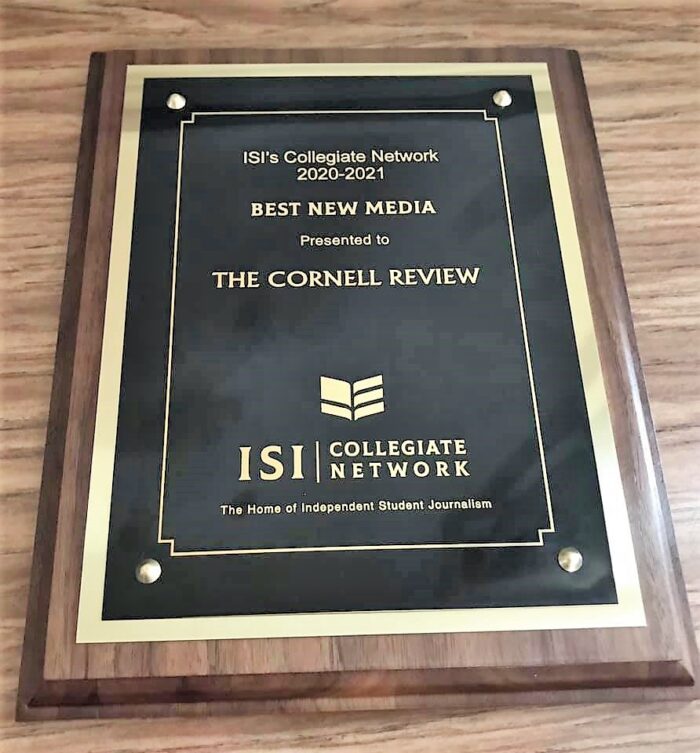 ISI's Collegiate Network
2020-2021
BEST NEW MEDIA
Presented to
THE CORNELL REVIEW
ISI COLLEGIATE
NETWORK
The Home of Independent Student Journalism